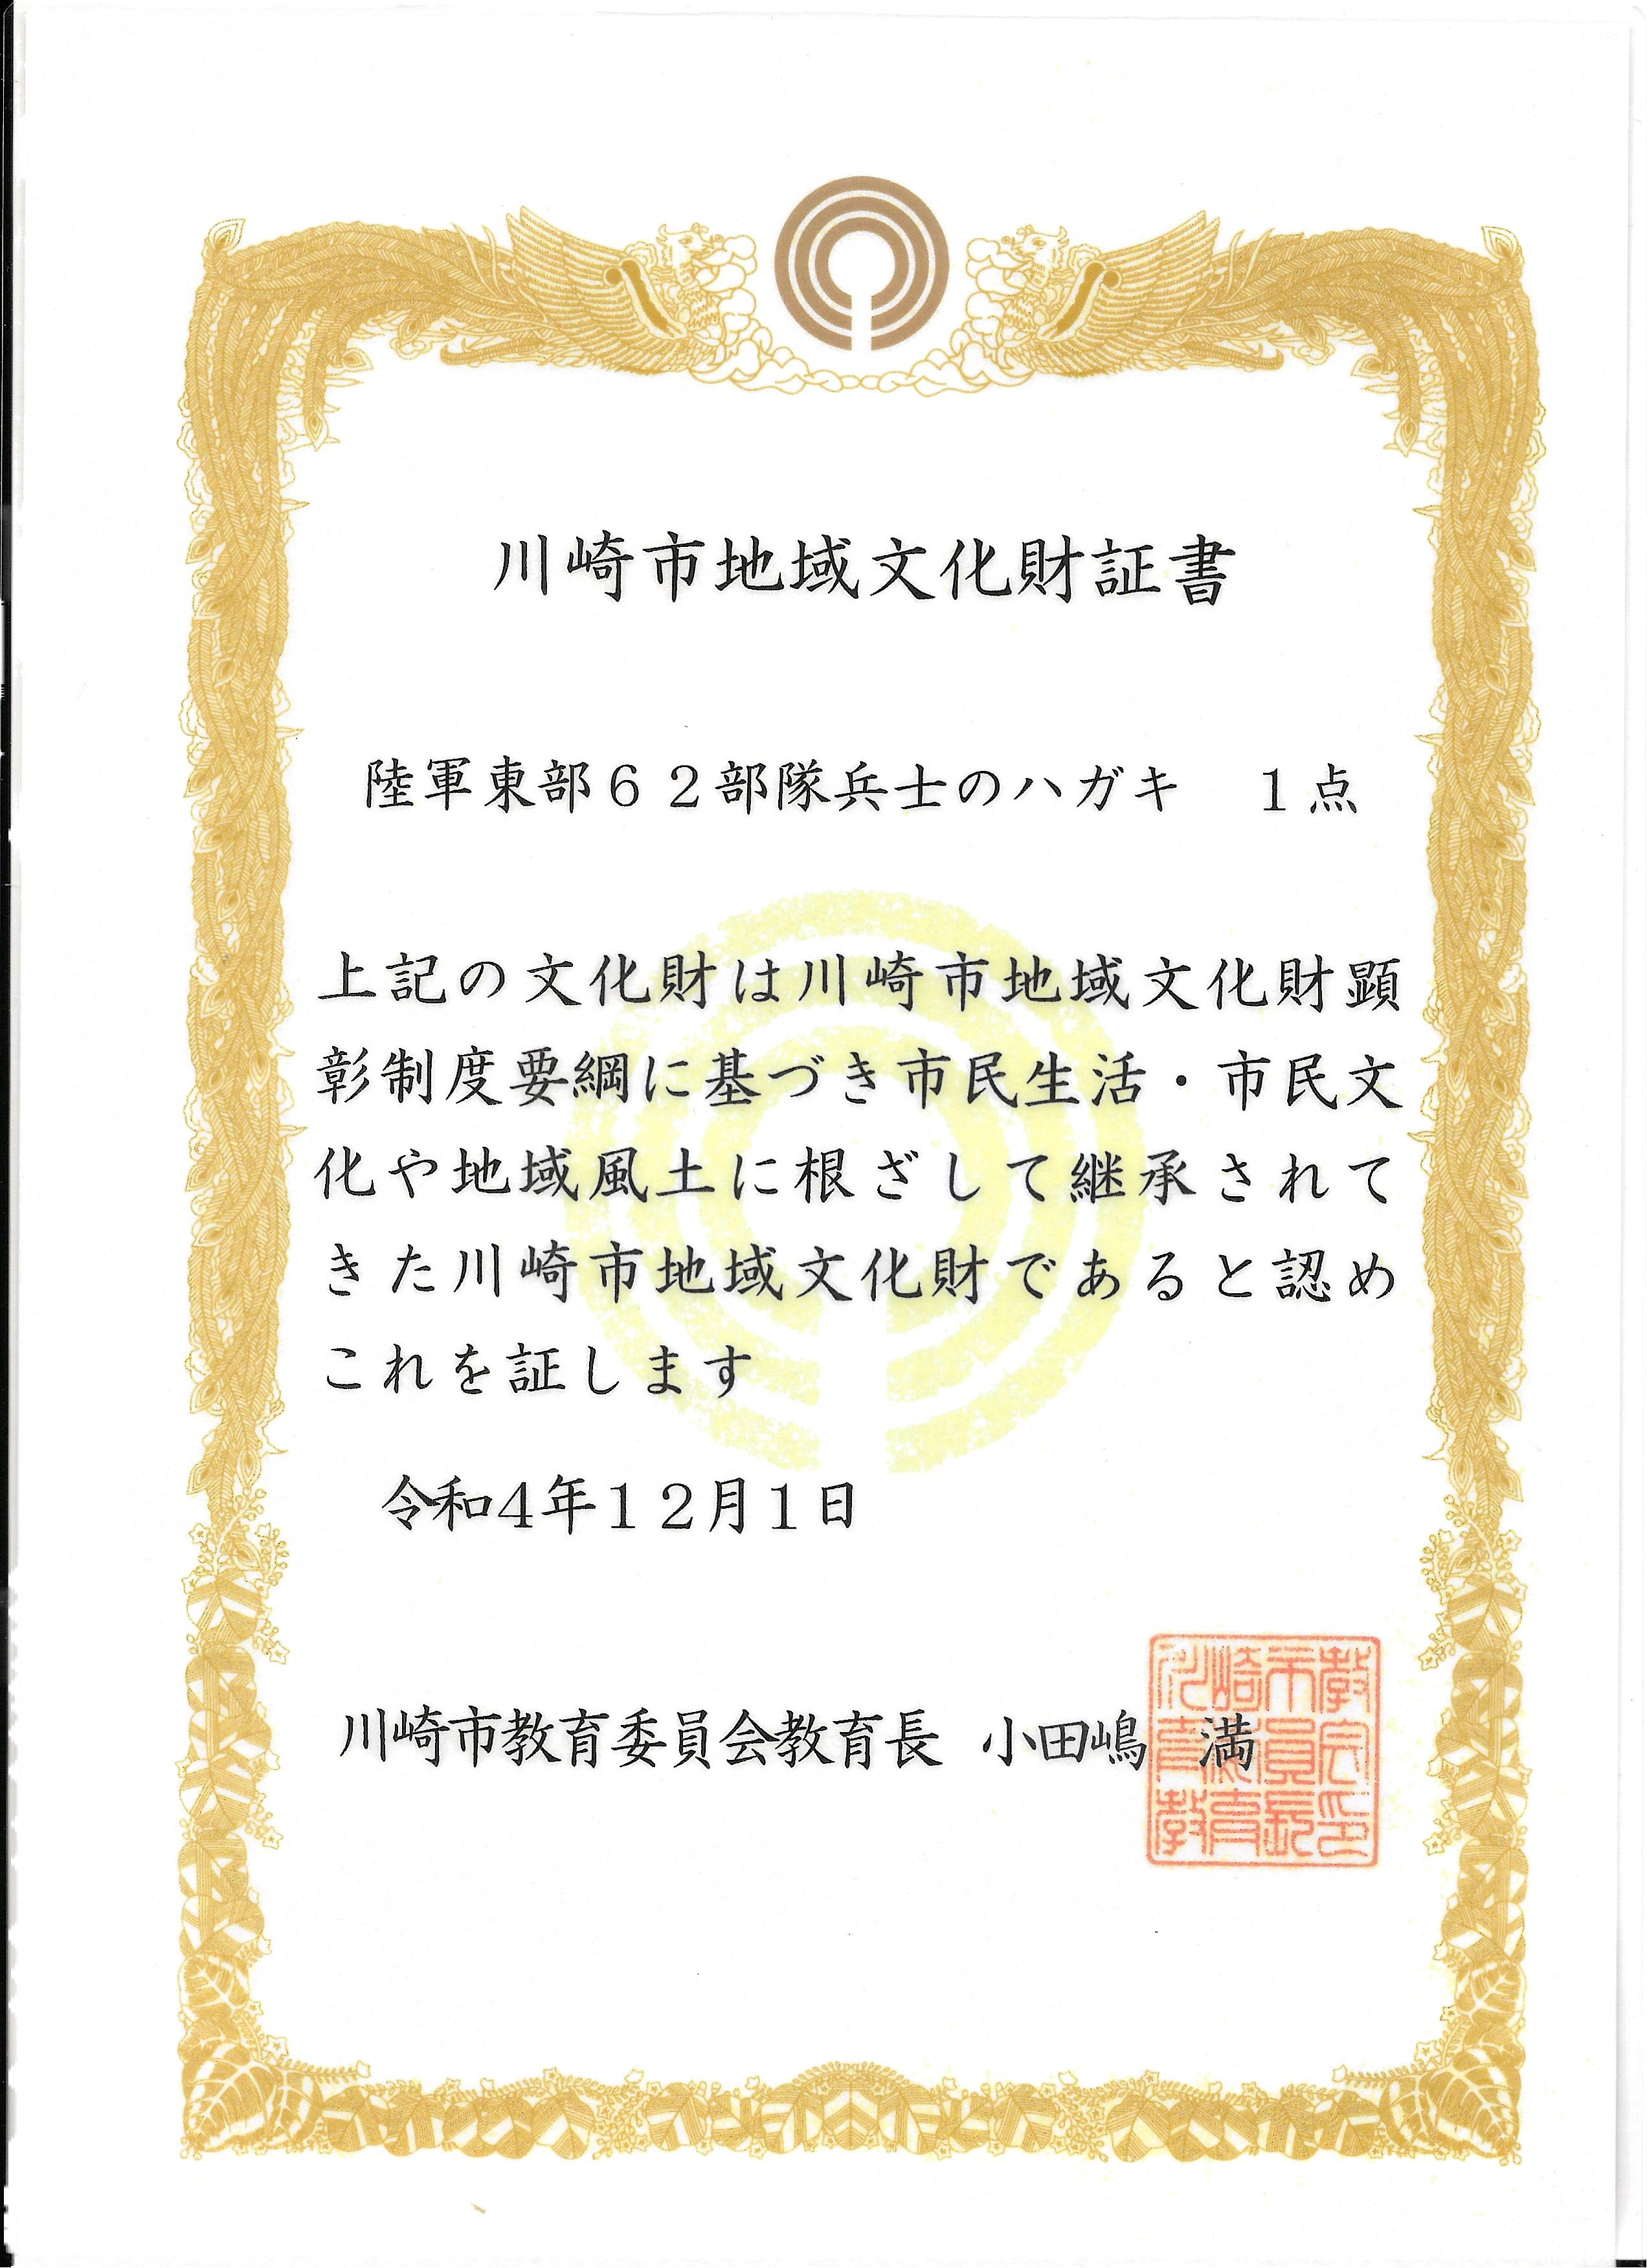 川崎市地域文化財証書
陸軍東部６２部隊兵士のハガキ　１点
上記の文化財は川崎市地域文化財顕
彰制度要綱に基づき市民生活・市民文
化や地域風土に根ざして継承されて
きた川崎市地域文化財であると認め
これを証します
令和4年１２月１日
川崎市教育委員会教育長 小田嶋 満
川崎市教
育委員会
教育長印